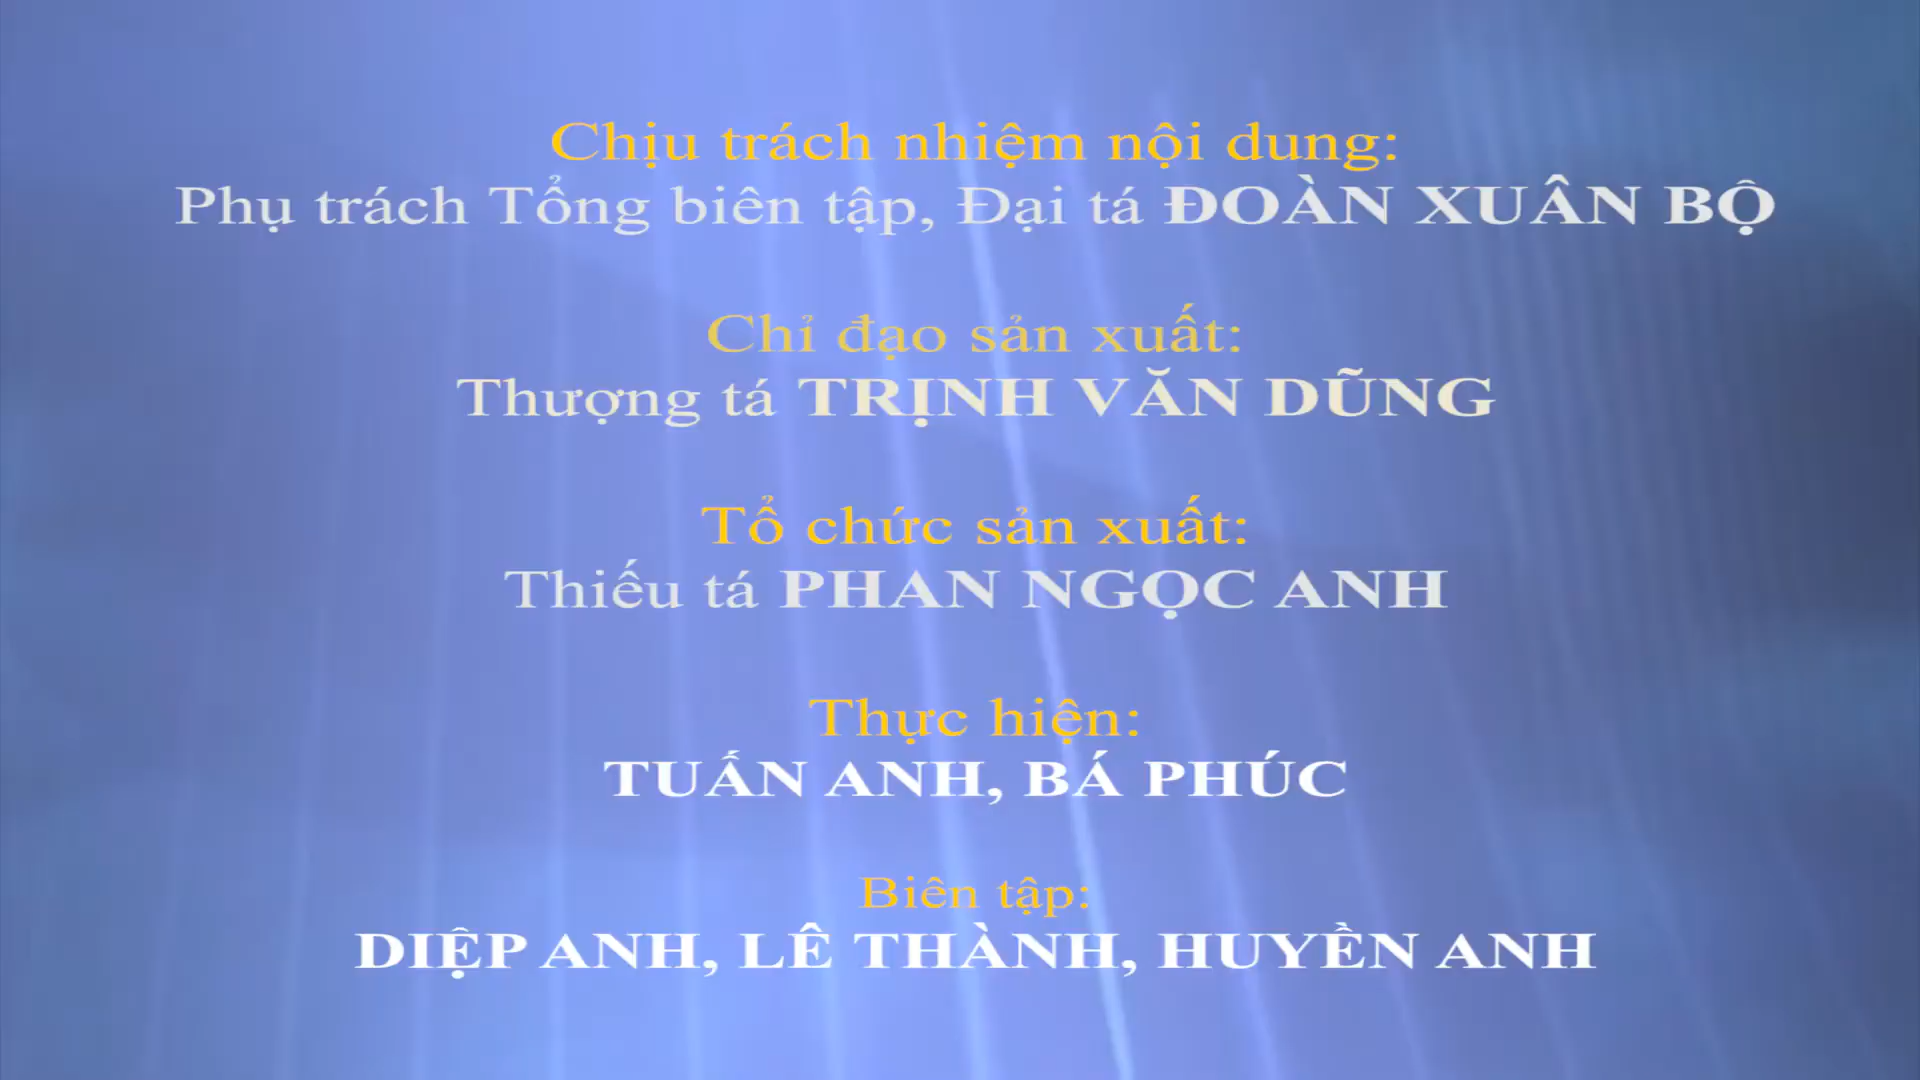 Chịu trách nhiệm nội dung:
Phụ trách Tổng biên tập, Đại tá ĐOÀN XUÂN BỘ
Chỉ đạo sản xuất:
Thượng tá TRỊNH VĂN DŨNG
Tổ chức sản xuất:
Thiếu tá PHAN NGỌC ANH
Thực hiện:
TUẤN ANH, BÁ PHÚC
Biên tập:
DIỆP ANH, LÊ THÀNH, HUYỀN ANH